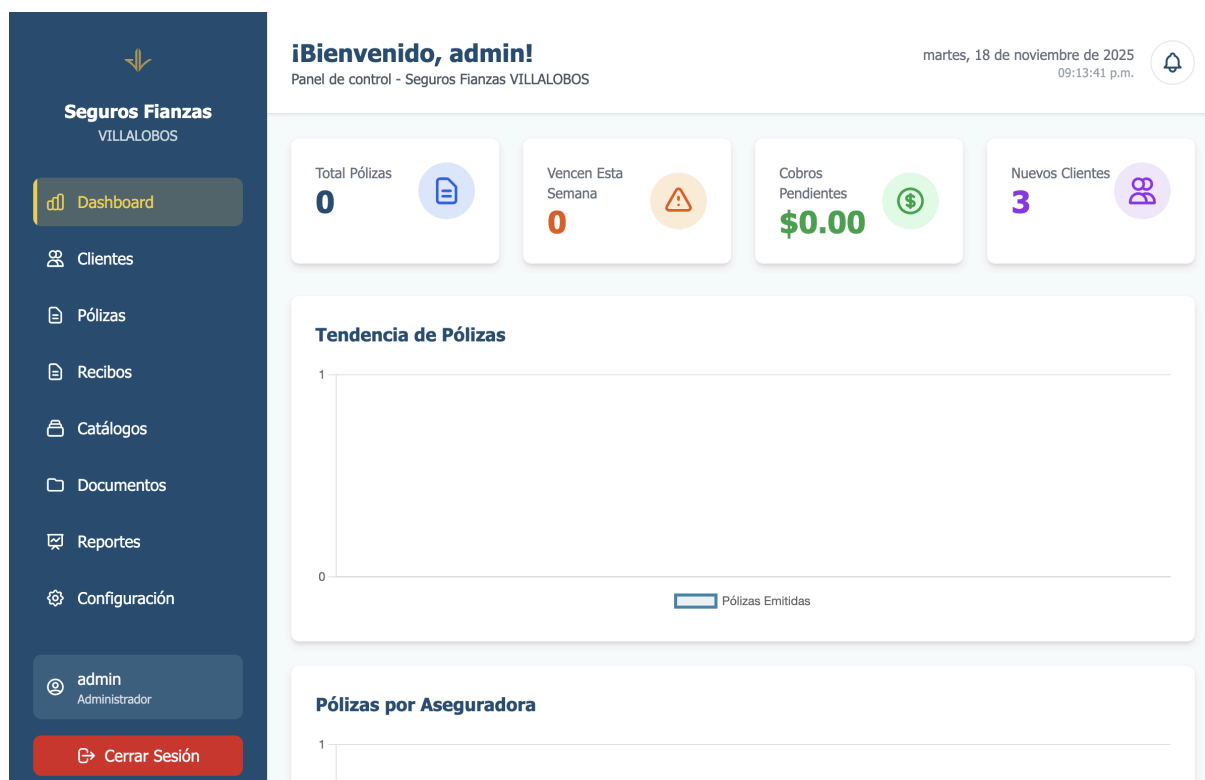 Seguros Fianzas
VILLALOBOS
Dashboard
Clientes
Pólizas
Recibos
Catálogos
Documentos
Reportes
Configuración
admin
Administrador
Cerrar Sesión
¡Bienvenido, admin!
Panel de control - Seguros Fianzas VILLALOBOS
martes, 18 de noviembre de 2025
09:13:41 p.m.
Total Pólizas
0
Vencen Esta
Semana
0
Cobros
Pendientes
$0.00
Nuevos Clientes
3
Tendencia de Pólizas
1
0
Pólizas Emitidas
Pólizas por Aseguradora
1